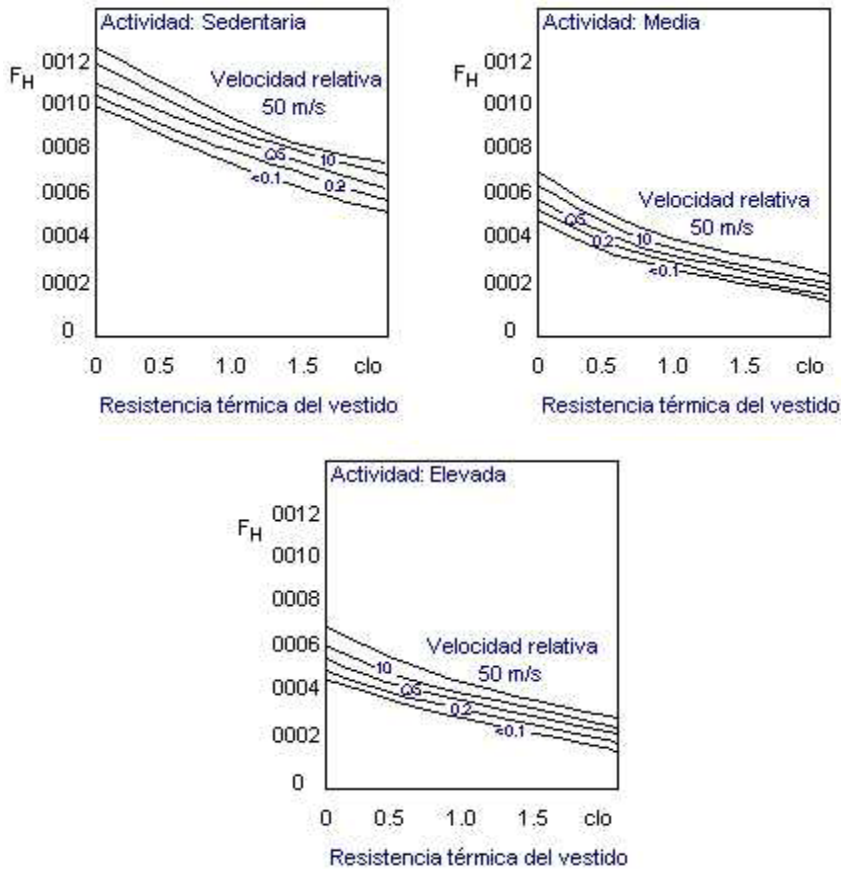 Actividad: Sedentaria
F_H
0012
0010
0008
0006
0004
0002
0
Velocidad relativa
50 m/s
10
Q5
0.2
<0.1
0 0.5 1.0 1.5 clo
Resistencia térmica del vestido
Actividad: Media
F_H
0012
0010
0008
0006
0004
0002
0
Velocidad relativa
50 m/s
10
Q5
0.2
<0.1
0 0.5 1.0 1.5 clo
Resistencia térmica del vestido
Actividad: Elevada
F_H
0012
0010
0008
0006
0004
0002
0
Velocidad relativa
50 m/s
10
Q5
0.2
<0.1
0 0.5 1.0 1.5 clo
Resistencia térmica del vestido